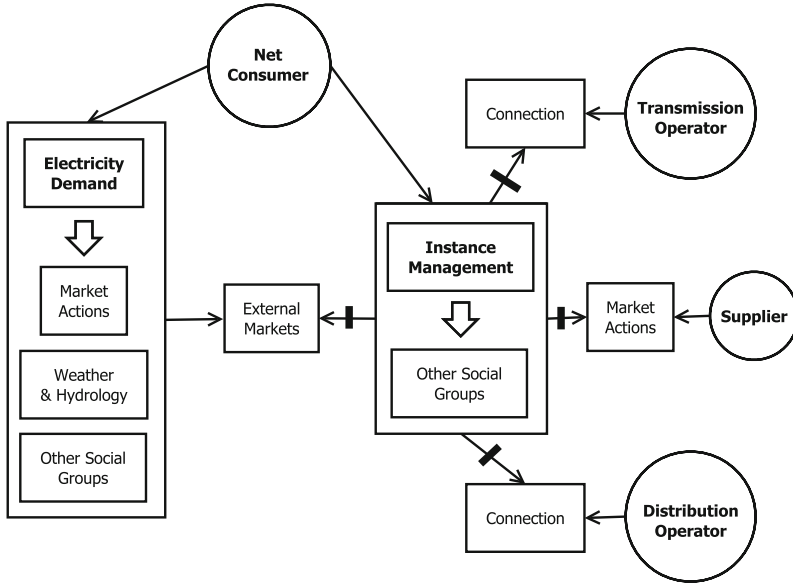 Net
Consumer
Transmission
Operator
Connection
Electricity
Demand
Market
Actions
Weather
& Hydrology
Other Social
Groups
External
Markets
Instance
Management
Other Social
Groups
Market
Actions
Supplier
Connection
Distribution
Operator